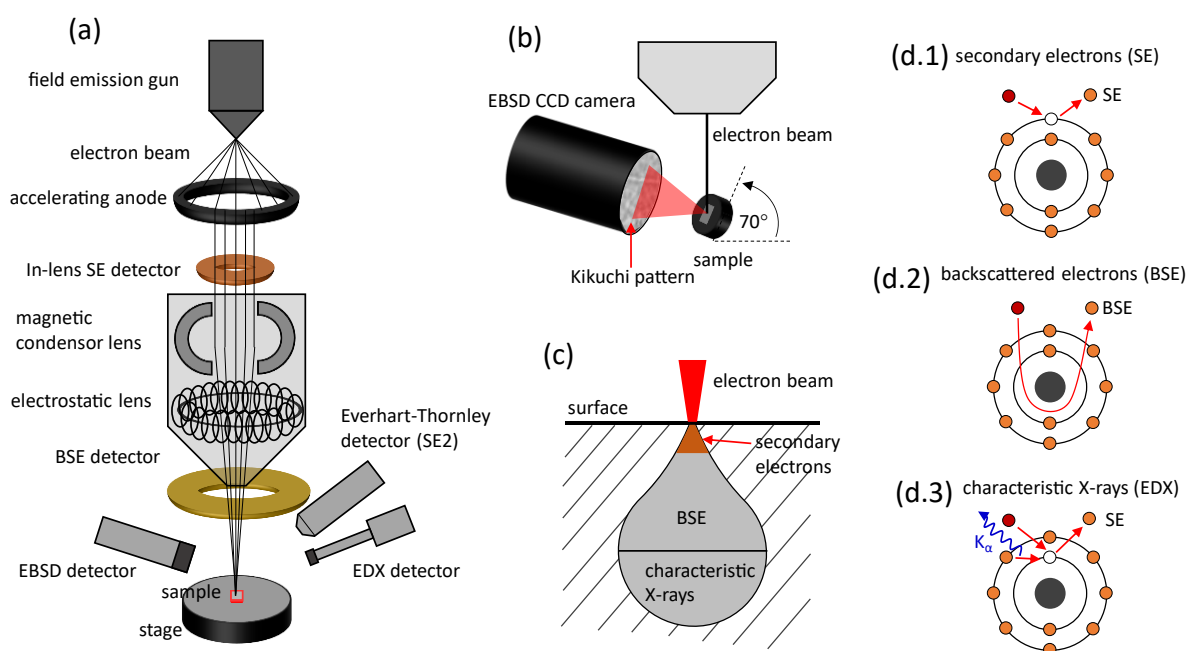 (a)
field emission gun
electron beam
accelerating anode
In-lens SE detector
magnetic
condensor lens
electrostatic lens
BSE detector
Everhart-Thornley
detector (SE2)
EBSD detector
EDX detector
sample
stage
(b)
EBSD CCD camera
electron beam
70°
sample
Kikuchi pattern
(c)
electron beam
surface
secondary
electrons
BSE
characteristic
X-rays
(d.1) secondary electrons (SE)
SE
(d.2) backscattered electrons (BSE)
BSE
(d.3) characteristic X-rays (EDX)
SE
Kα